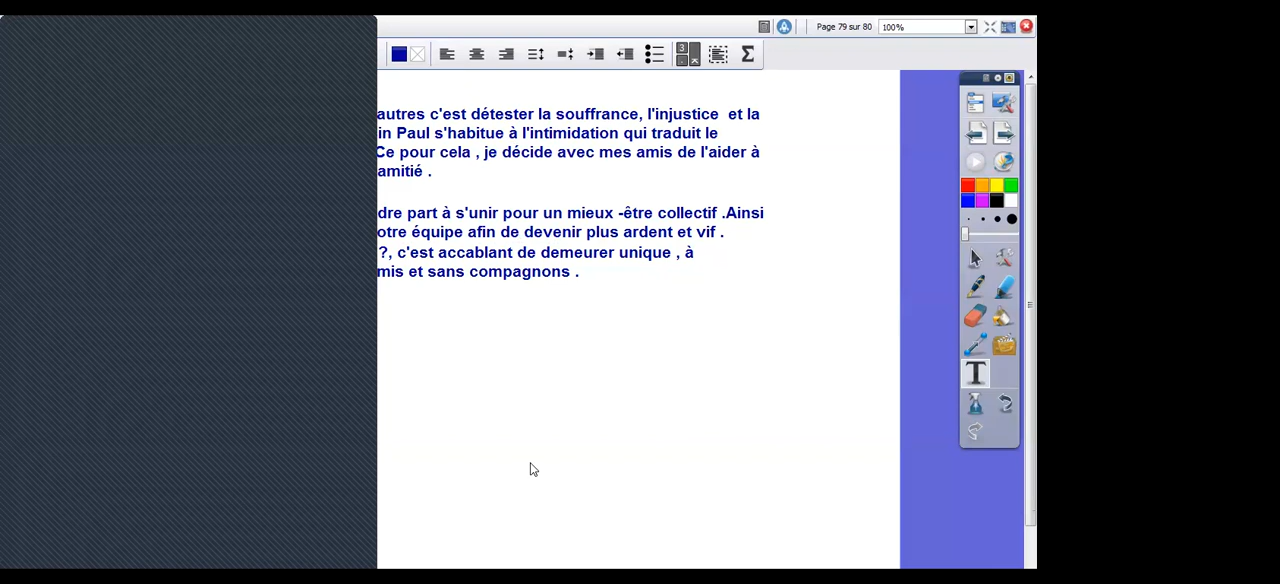 Page 79 sur 80
100%
3
autres c'est détester la souffrance, l'injustice et la
in Paul s'habitue à l'intimidation qui traduit le
Ce pour cela , je décide avec mes amis de l'aider à
amitié .
dre part à s'unir pour un mieux -être collectif .Ainsi
otre équipe afin de devenir plus ardent et vif .
?, c'est accablant de demeurer unique , à
mis et sans compagnons .
T